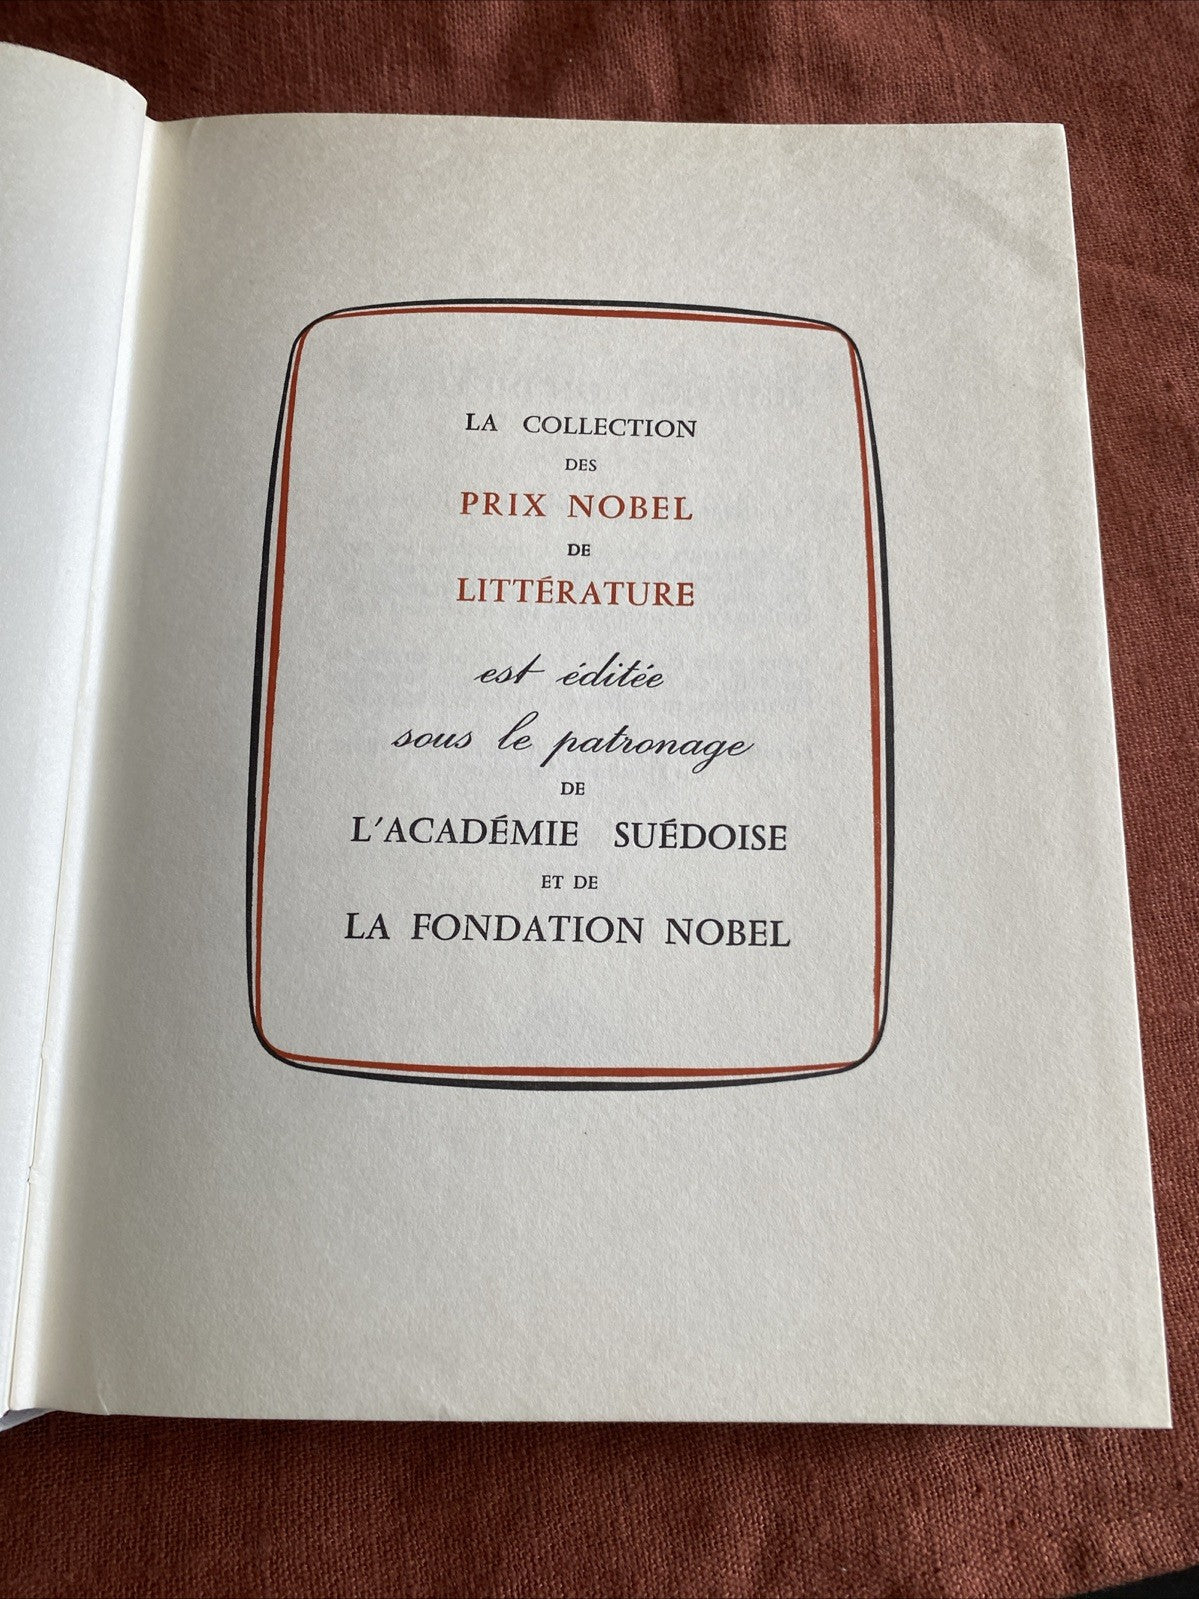 LA COLLECTION
DES
PRIX NOBEL
DE
LITTÉRATURE
est éditée
sous le patronage
DE
L'ACADÉMIE SUÉDOISE
ET DE
LA FONDATION NOBEL